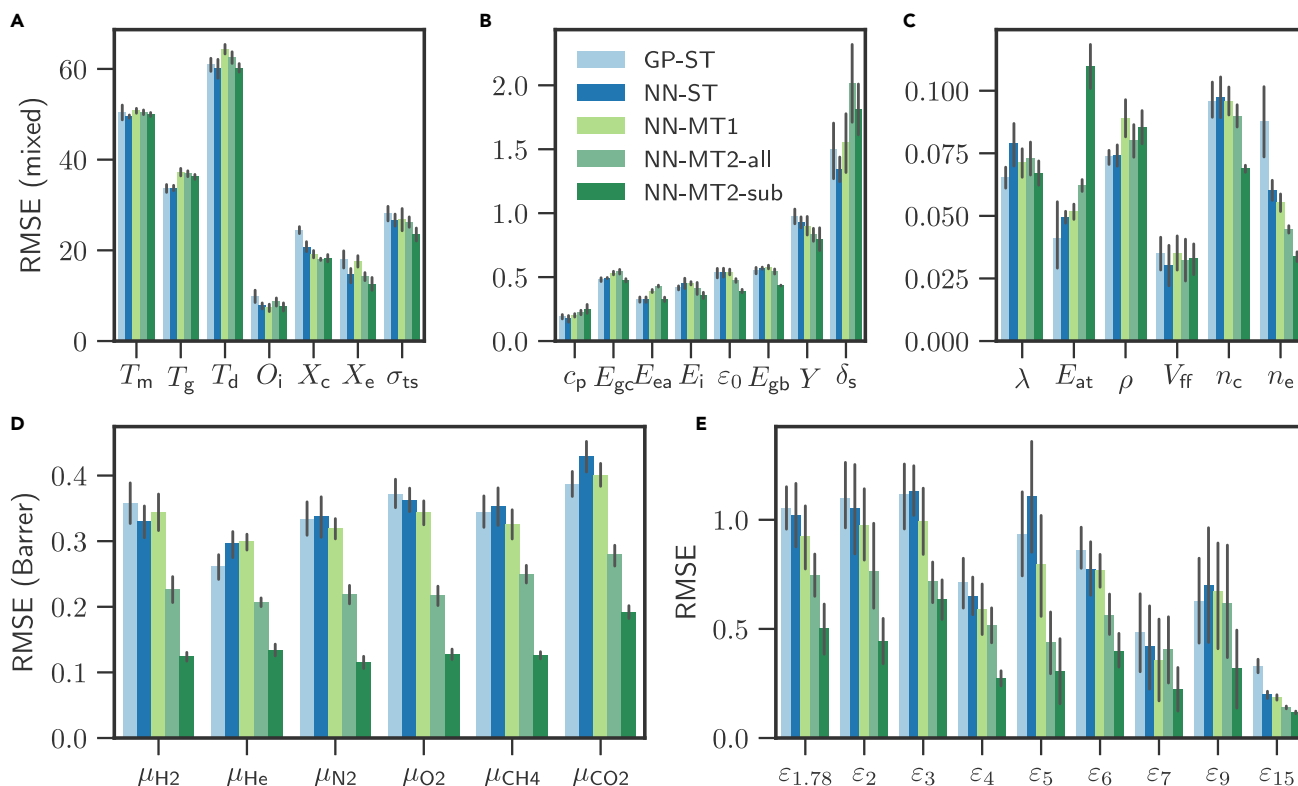 A
RMSE (mixed)
60
40
20
0
T_m T_g T_d O_i X_c X_e σ_ts
B
GP-ST
NN-ST
NN-MT1
NN-MT2-all
NN-MT2-sub
2.0
1.5
1.0
0.5
0.0
c_p E_gc E_ea E_i ε_0 E_gb Y δ_s
C
0.100
0.075
0.050
0.025
0.000
λ E_at ρ V_ff n_c n_e
D
RMSE (Barrer)
0.4
0.3
0.2
0.1
0.0
μ_H2 μ_He μ_N2 μ_O2 μ_CH4 μ_CO2
E
RMSE
1.0
0.5
0.0
ε_1.78 ε_2 ε_3 ε_4 ε_5 ε_6 ε_7 ε_9 ε_15